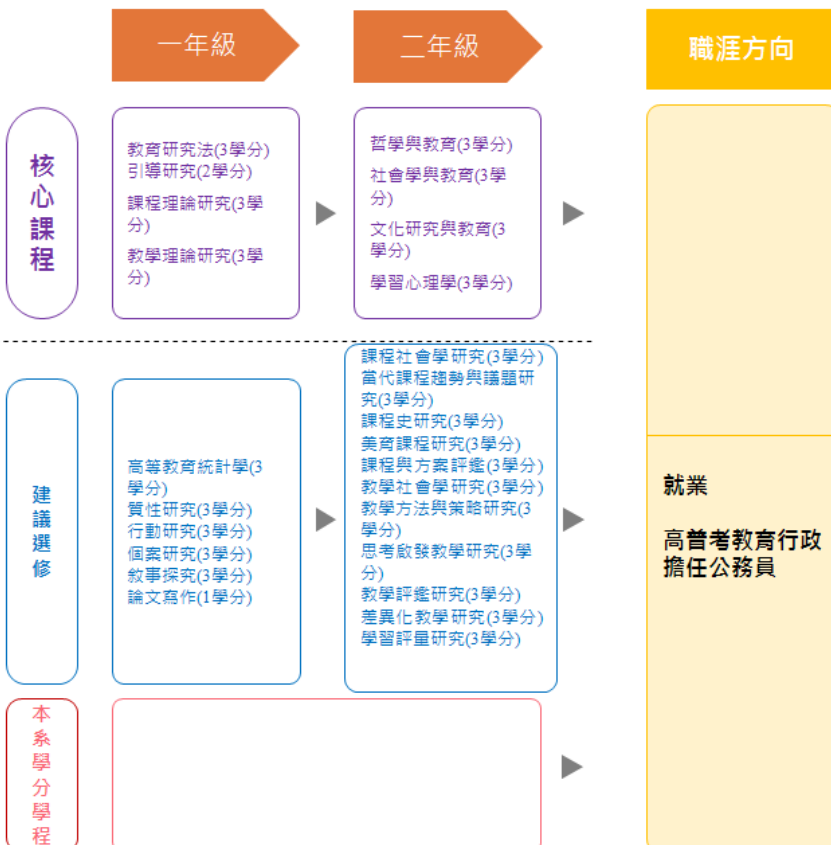 一年級
二年級
職涯方向
核心課程
教育研究法(3學分)
引導研究(2學分)
課程理論研究(3學
分)
教學理論研究(3學
分)
哲學與教育(3學分)
社會學與教育(3學
分)
文化研究與教育(3
學分)
學習心理學(3學分)
建議選修
高等教育統計學(3
學分)
質性研究(3學分)
行動研究(3學分)
個案研究(3學分)
敘事探究(3學分)
論文寫作(1學分)
課程社會學研究(3學分)
當代課程趨勢與議題研
究(3學分)
課程史研究(3學分)
美育課程研究(3學分)
課程與方案評鑑(3學分)
教學社會學研究(3學分)
教學方法與策略研究(3
學分)
思考啟發教學研究(3學
分)
教學評鑑研究(3學分)
差異化教學研究(3學分)
學習評量研究(3學分)
就業
高普考教育行政
擔任公務員
本系學分學程